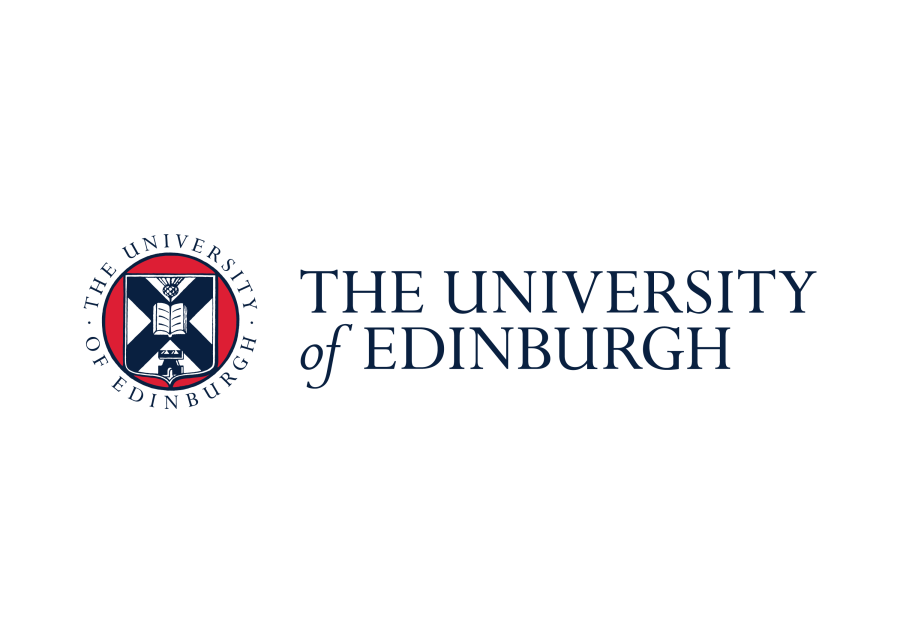 THE UNIVERSITY
· OF EDINBURGH ·
THE UNIVERSITY
of EDINBURGH